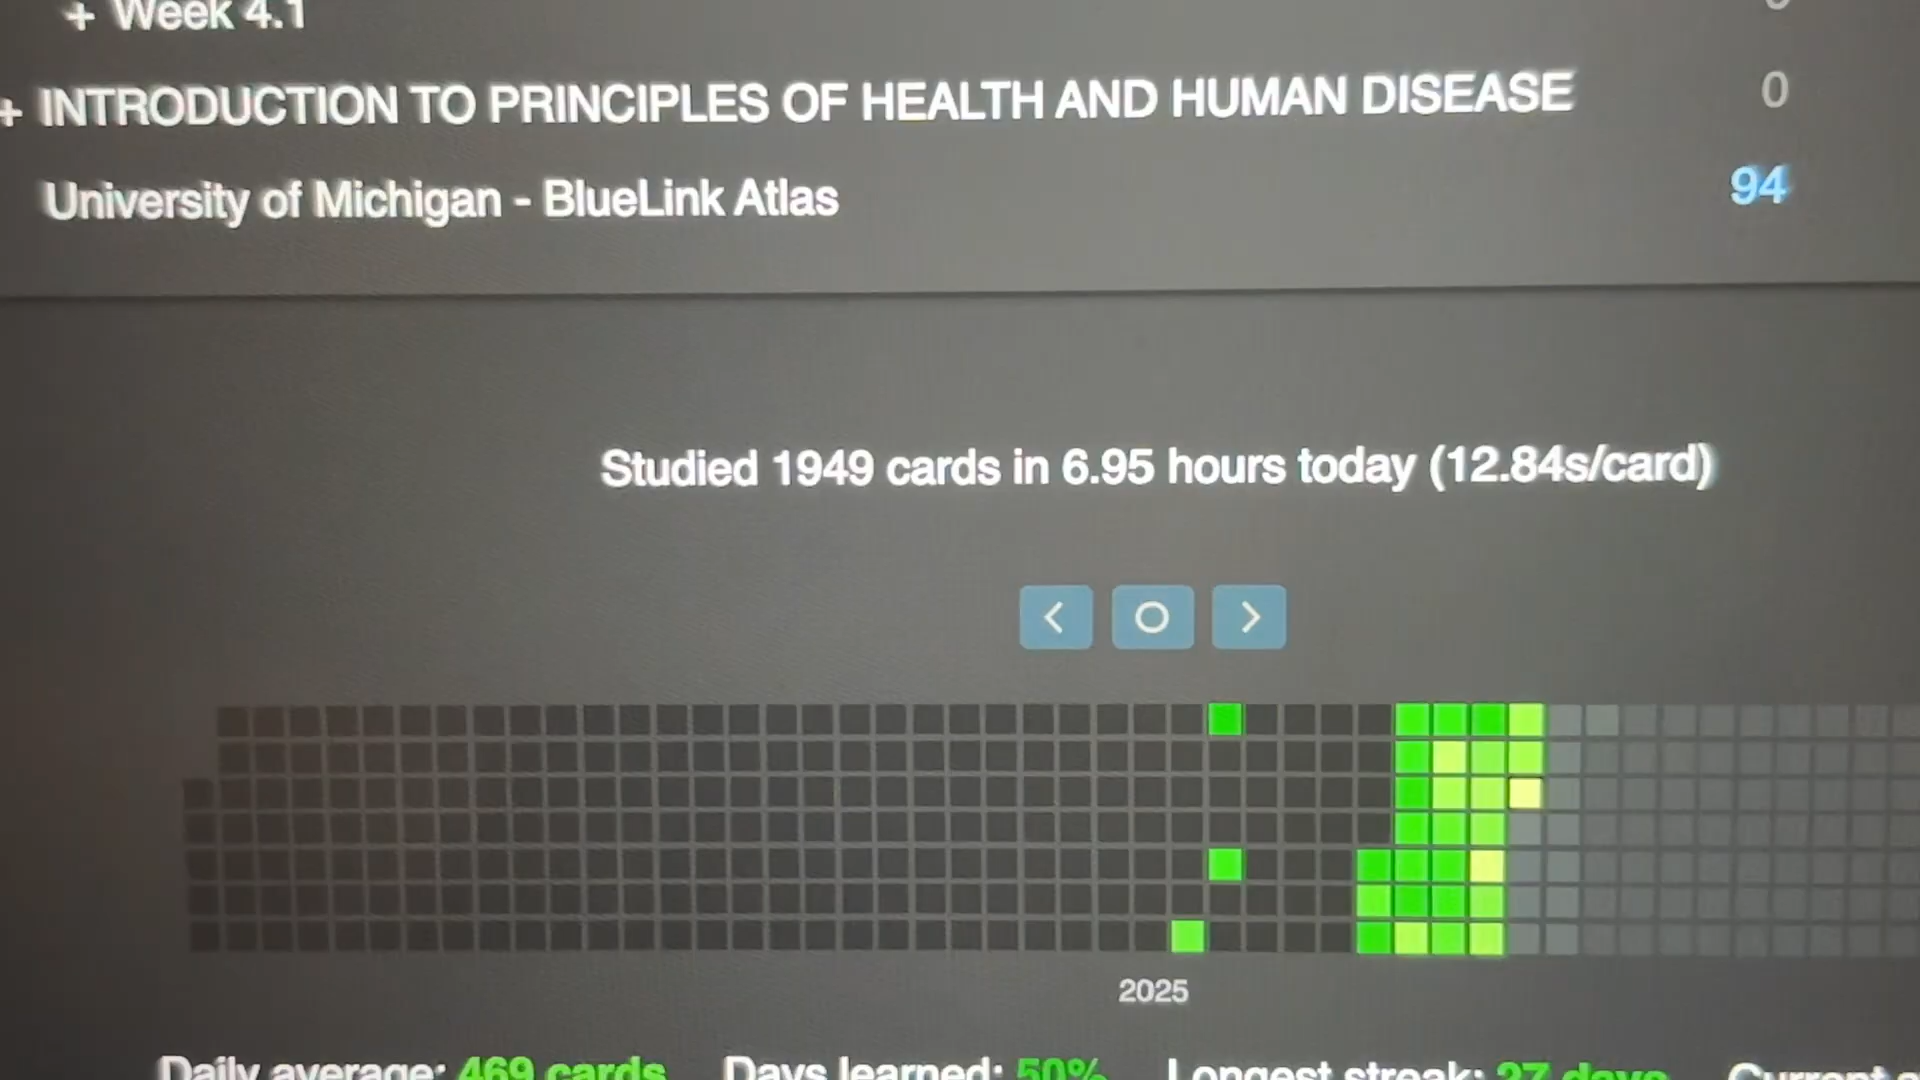 + Week 4.1
+ INTRODUCTION TO PRINCIPLES OF HEALTH AND HUMAN DISEASE 0
University of Michigan - BlueLink Atlas 94
Studied 1949 cards in 6.95 hours today (12.84s/card)
2025
Daily average: 469 cards Days learned: 50% Longest streak: 27 days